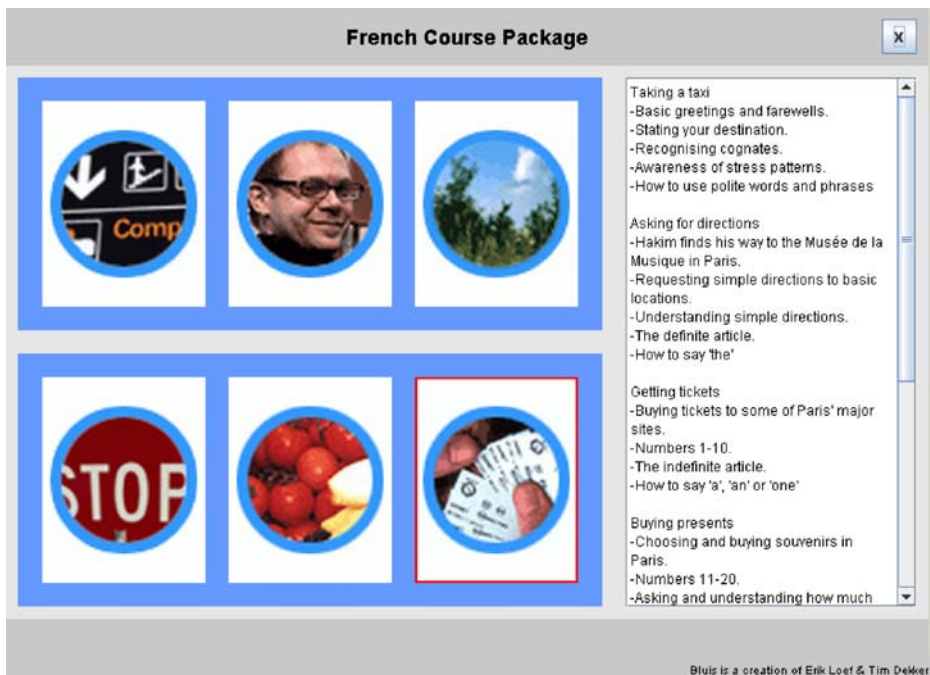 French Course Package
x
Comp
STOP
Taking a taxi
-Basic greetings and farewells.
-Stating your destination.
-Recognising cognates.
-Awareness of stress patterns.
-How to use polite words and phrases
Asking for directions
-Hakim finds his way to the Musée de la
Musique in Paris.
-Requesting simple directions to basic
locations.
-Understanding simple directions.
-The definite article.
-How to say 'the'
Getting tickets
-Buying tickets to some of Paris' major
sites.
-Numbers 1-10.
-The indefinite article.
-How to say 'a', 'an' or 'one'
Buying presents
-Choosing and buying souvenirs in
Paris.
-Numbers 11-20.
-Asking and understanding how much
Bluis is a creation of Erik Loef & Tim Dekker